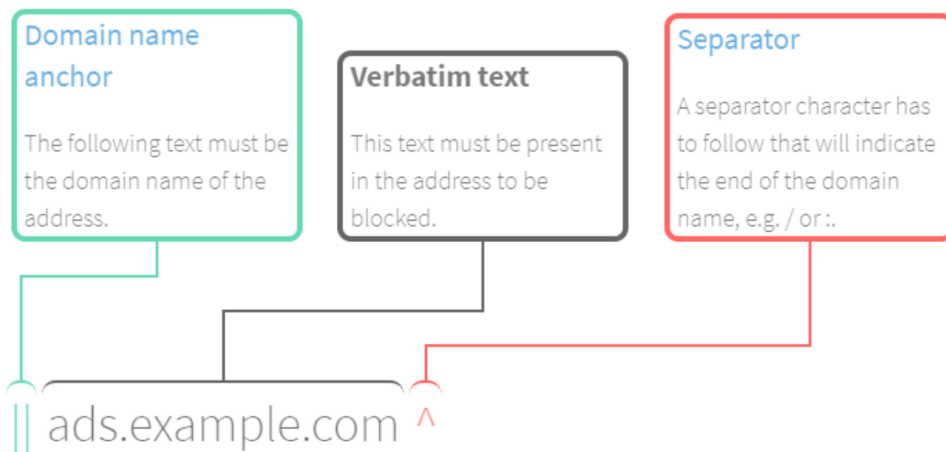 Domain name
anchor
The following text must be
the domain name of the
address.
Verbatim text
This text must be present
in the address to be
blocked.
Separator
A separator character has
to follow that will indicate
the end of the domain
name, e.g. / or :.
|| ads.example.com ^